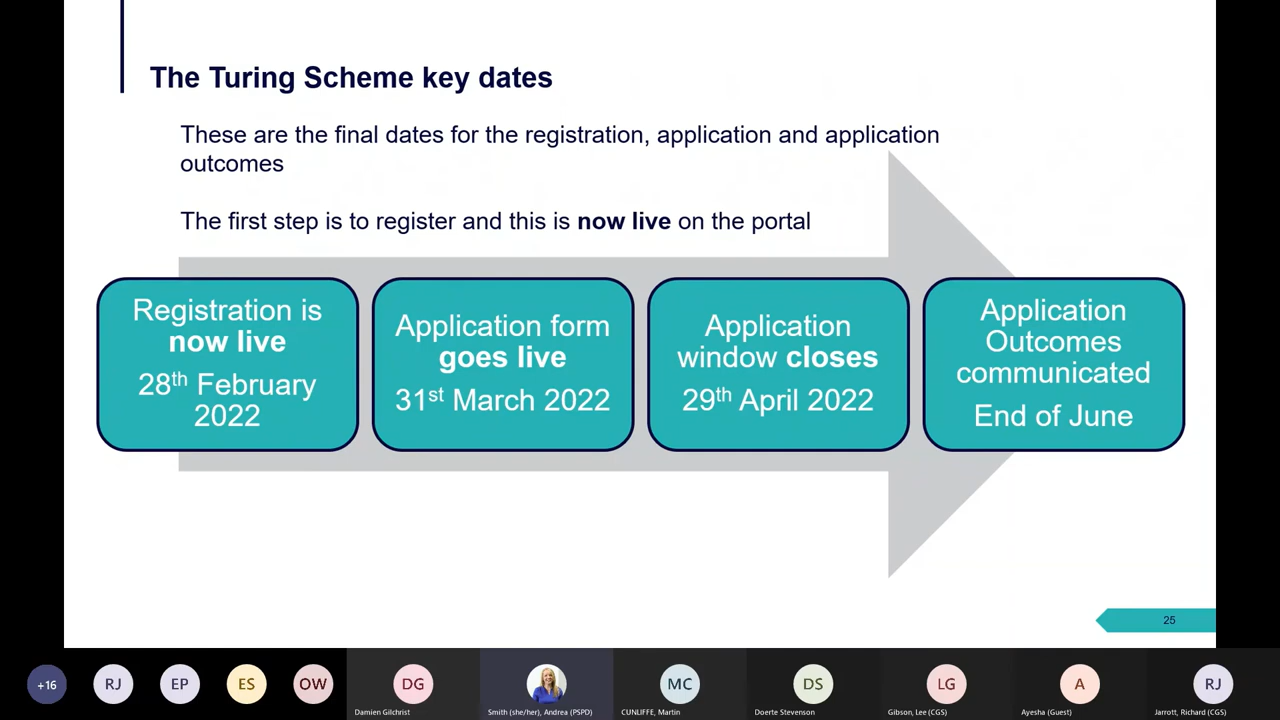 The Turing Scheme key dates
These are the final dates for the registration, application and application
outcomes
The first step is to register and this is now live on the portal
Registration is
now live
28th February
2022
Application form
goes live
31st March 2022
Application
window closes
29th April 2022
Application
Outcomes
communicated
End of June
25
+16
RJ
EP
ES
OW
DG
Damien Gilchrist
Smith (she/her), Andrea (PSPD)
MC
CUNLIFFE, Martin
DS
Doerte Stevenson
LG
Gibson, Lee (CGS)
A
Ayesha (Guest)
RJ
Jarrott, Richard (CGS)